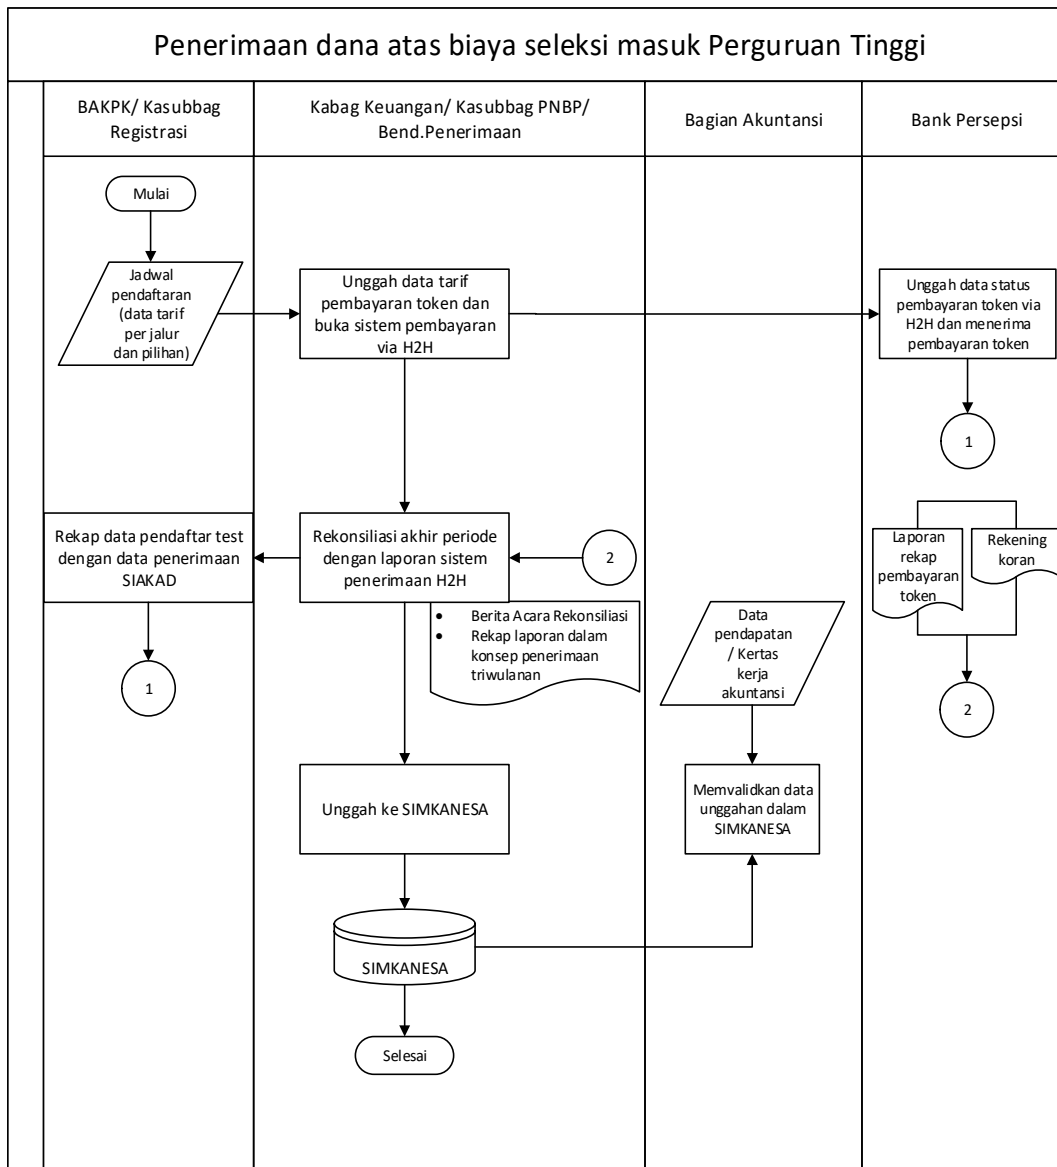 Penerimaan dana atas biaya seleksi masuk Perguruan Tinggi
BAKPK/ Kasubbag
Registrasi
Kabag Keuangan/ Kasubbag PNBP/
Bend.Penerimaan
Bagian Akuntansi
Bank Persepsi
Mulai
Jadwal
pendaftaran
(data tarif
per jalur
dan pilihan)
Unggah data tarif
pembayaran token dan
buka sistem pembayaran
via H2H
Unggah data status
pembayaran token via
H2H dan menerima
pembayaran token
1
Rekap data pendaftar test
dengan data penerimaan
SIAKAD
Rekonsiliasi akhir periode
dengan laporan sistem
penerimaan H2H
2
Laporan
rekap
pembayaran
token
Rekening
koran
• Berita Acara Rekonsiliasi
• Rekap laporan dalam
konsep penerimaan
triwulanan
Data
pendapatan
/ Kertas
kerja
akuntansi
1
2
Unggah ke SIMKANESA
Memvalidkan data
unggahan dalam
SIMKANESA
SIMKANESA
Selesai